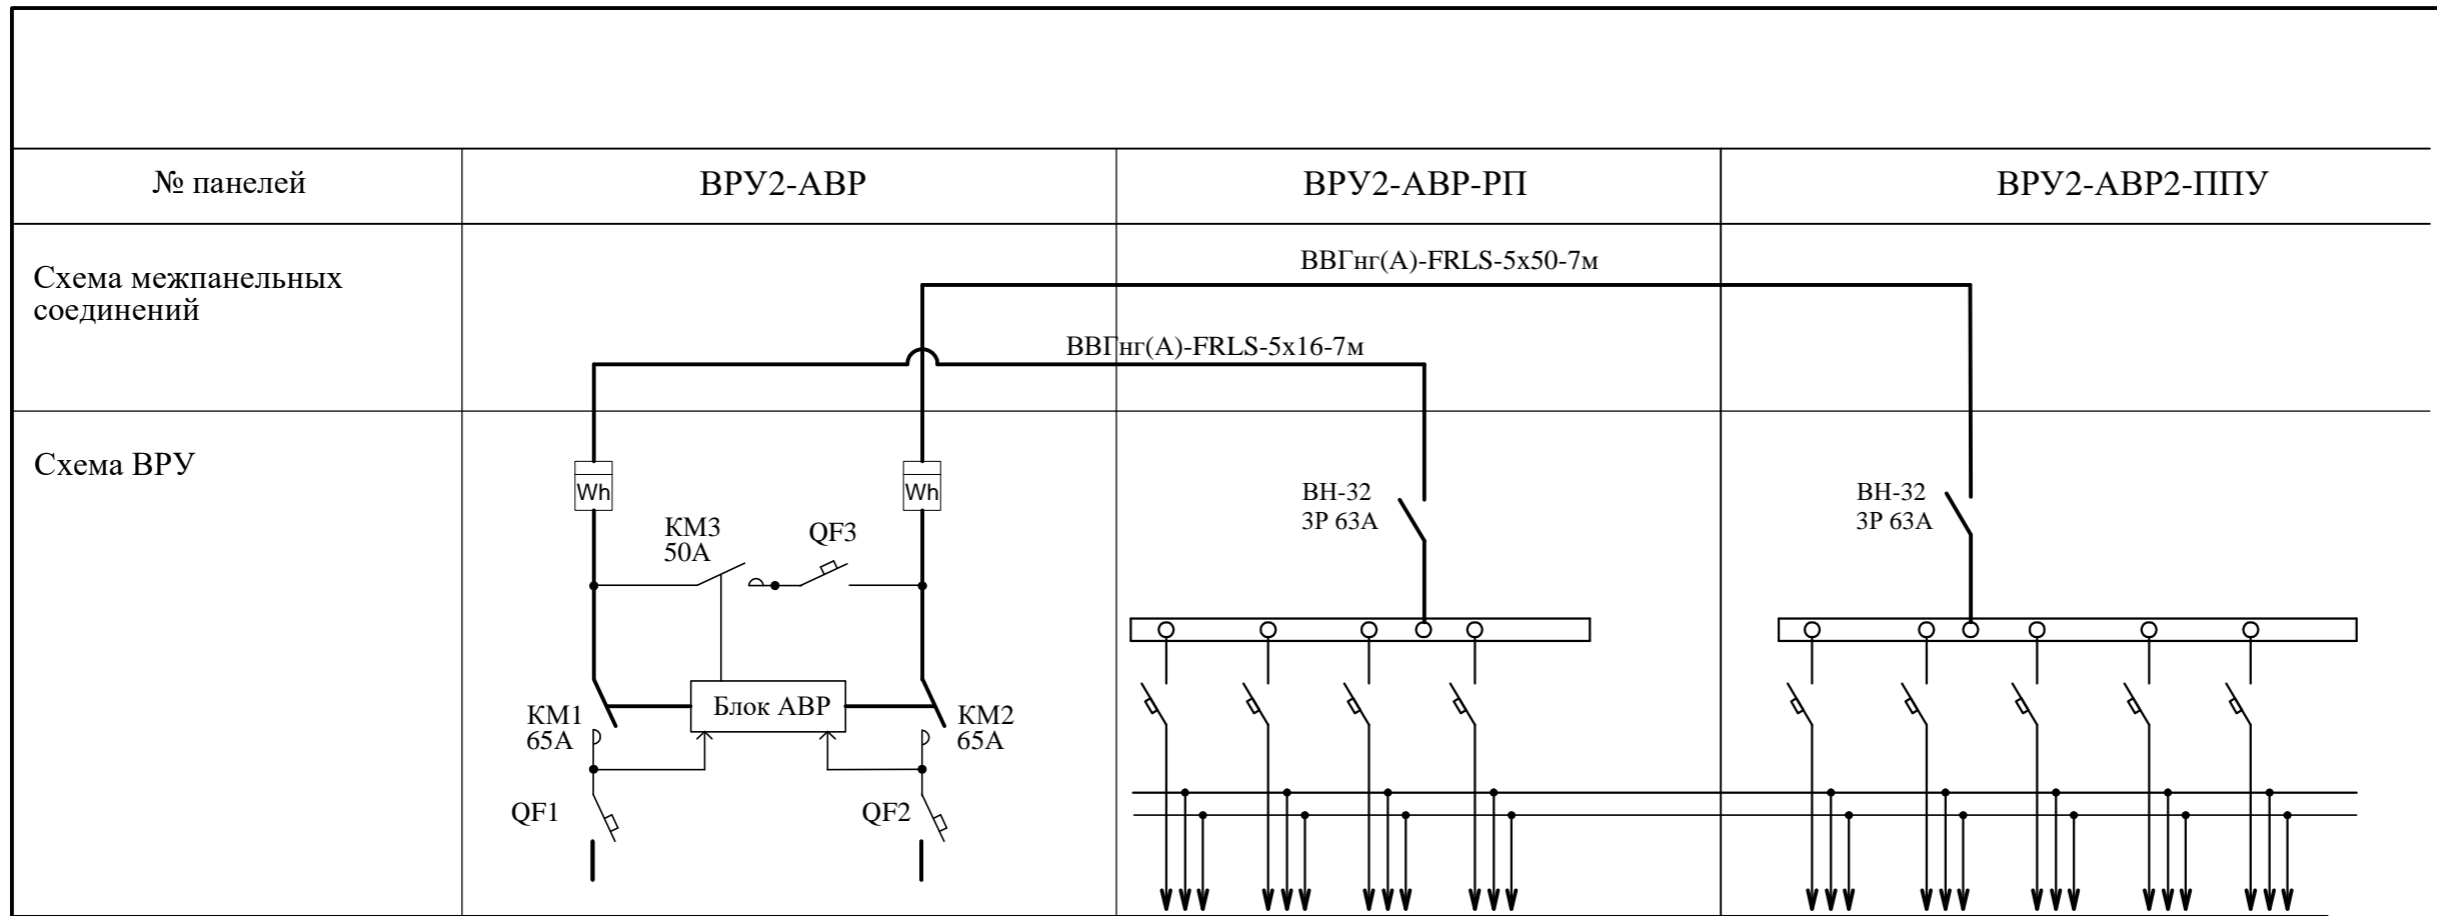 № панелей
ВРУ2-АВР
ВРУ2-АВР-РП
ВРУ2-АВР2-ППУ
Схема межпанельных
соединений
ВВГнг(А)-FRLS-5х50-7м
ВВГнг(А)-FRLS-5х16-7м
Схема ВРУ
Wh
Wh
КМ3
50А
QF3
ВН-32
3Р 63А
ВН-32
3Р 63А
Блок АВР
КМ1
65А
КМ2
65А
QF1
QF2